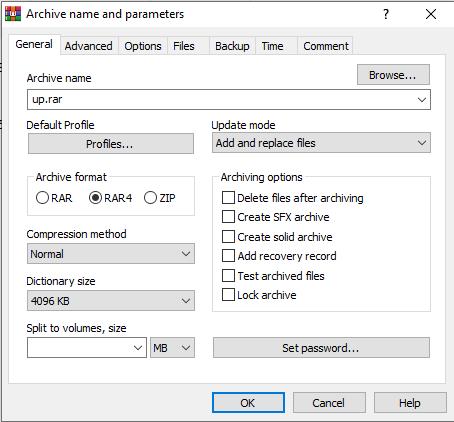 Archive name and parameters
General Advanced Options Files Backup Time Comment
Archive name
Browse...
up.rar
Default Profile
Profiles...
Update mode
Add and replace files
Archive format
RAR RAR4 ZIP
Compression method
Normal
Dictionary size
4096 KB
Split to volumes, size
MB
Archiving options
Delete files after archiving
Create SFX archive
Create solid archive
Add recovery record
Test archived files
Lock archive
Set password...
OK Cancel Help